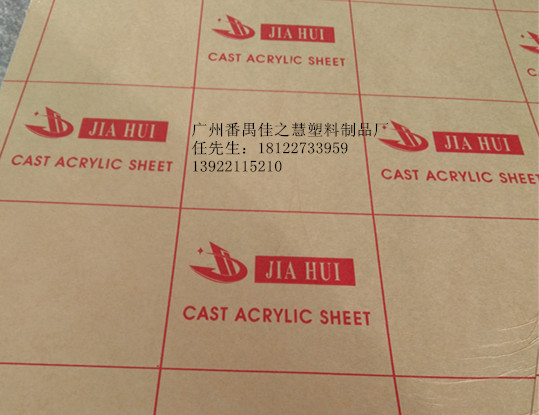 JIA HUI
CAST ACRYLIC SHEET
JIA HUI
CAST ACRYLIC SHEET
广州番禺佳之慧塑料制品厂
任先生：18122733959
13922115210
JIA HUI
CAST ACRYLIC SHEET
JIA HUI
CAST ACRYLIC SHEET